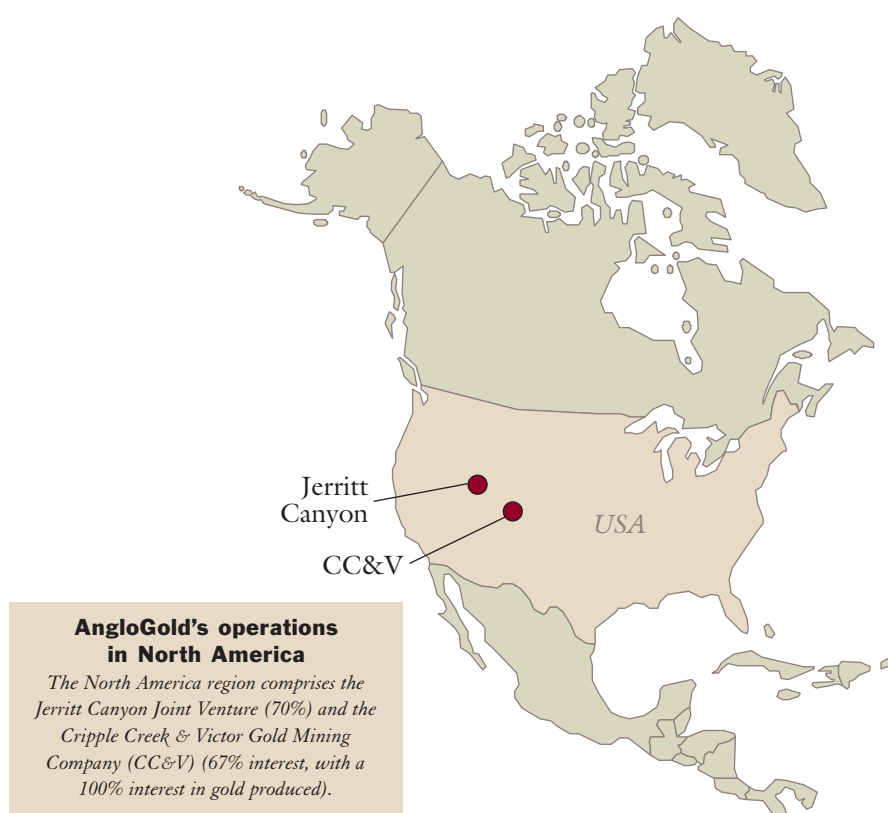 Jerritt
Canyon
CC&V
USA
AngloGold’s operations
in North America
The North America region comprises the
Jerritt Canyon Joint Venture (70%) and the
Cripple Creek & Victor Gold Mining
Company (CC&V) (67% interest, with a
100% interest in gold produced).